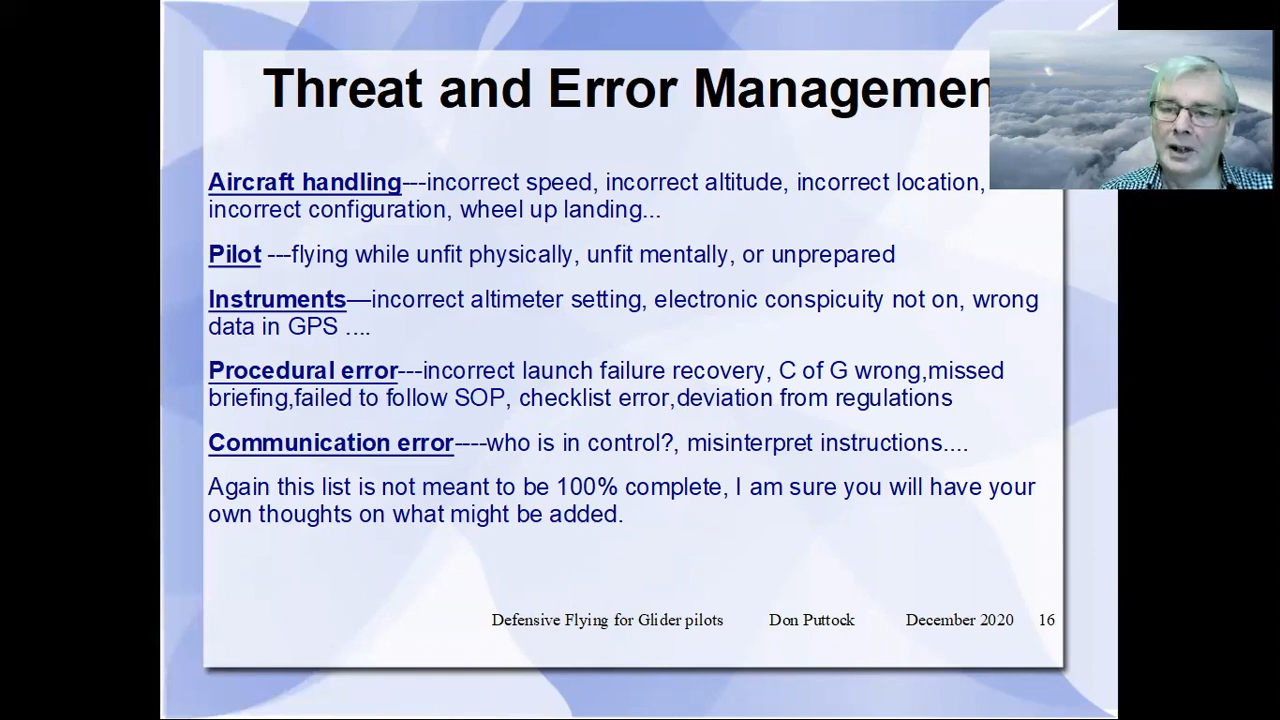 Threat and Error Managemen
Aircraft handling---incorrect speed, incorrect altitude, incorrect location,
incorrect configuration, wheel up landing...
Pilot ---flying while unfit physically, unfit mentally, or unprepared
Instruments—incorrect altimeter setting, electronic conspicuity not on, wrong
data in GPS ....
Procedural error---incorrect launch failure recovery, C of G wrong,missed
briefing,failed to follow SOP, checklist error,deviation from regulations
Communication error----who is in control?, misinterpret instructions....
Again this list is not meant to be 100% complete, I am sure you will have your
own thoughts on what might be added.
Defensive Flying for Glider pilots Don Puttock December 2020 16